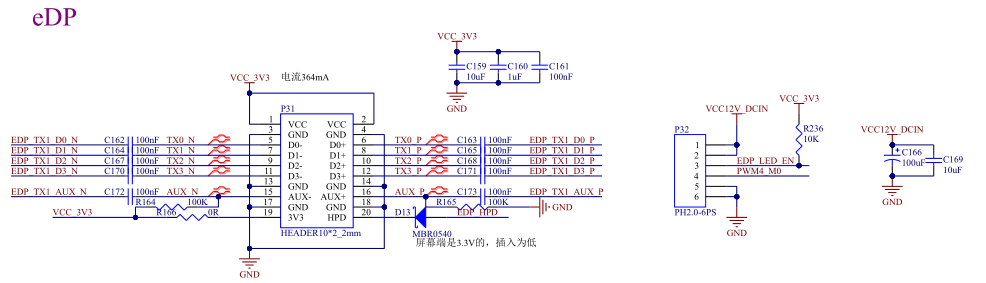 eDP
VCC_3V3
C159
10uF
C160
1uF
C161
100nF
GND
VCC_3V3
电流364mA
P31
1 VCC VCC 2
3 GND GND 4
EDP_TX1_D0_N C162 100nF TX0_N 5 D0- D0+ 6 TX0_P C163 100nF EDP_TX1_D0_P
EDP_TX1_D1_N C164 100nF TX1_N 7 D1- D1+ 8 TX1_P C165 100nF EDP_TX1_D1_P
EDP_TX1_D2_N C167 100nF TX2_N 9 D2- D2+ 10 TX2_P C168 100nF EDP_TX1_D2_P
EDP_TX1_D3_N C170 100nF TX3_N 11 D3- D3+ 12 TX3_P C171 100nF EDP_TX1_D3_P
13 GND GND 14
EDP_TX1_AUX_N C172 100nF AUX_N 15 AUX- AUX+ 16 AUX_P C173 100nF EDP_TX1_AUX_P
R164 100K 17 GND GND 18 R165 100K GND
VCC_3V3 R166 0R 19 3V3 HPD 20 D13 EDP_HPD
HEADER10*2_2mm
MBR0540
屏幕端是3.3V的，插入为低
GND
VCC12V_DCIN
VCC_3V3
P32
R236
10K
1
2
3 EDP_LED_EN
4 PWM4_M0
5
6
PH2.0-6PS
GND
VCC12V_DCIN
C166
100uF
C169
10uF
GND